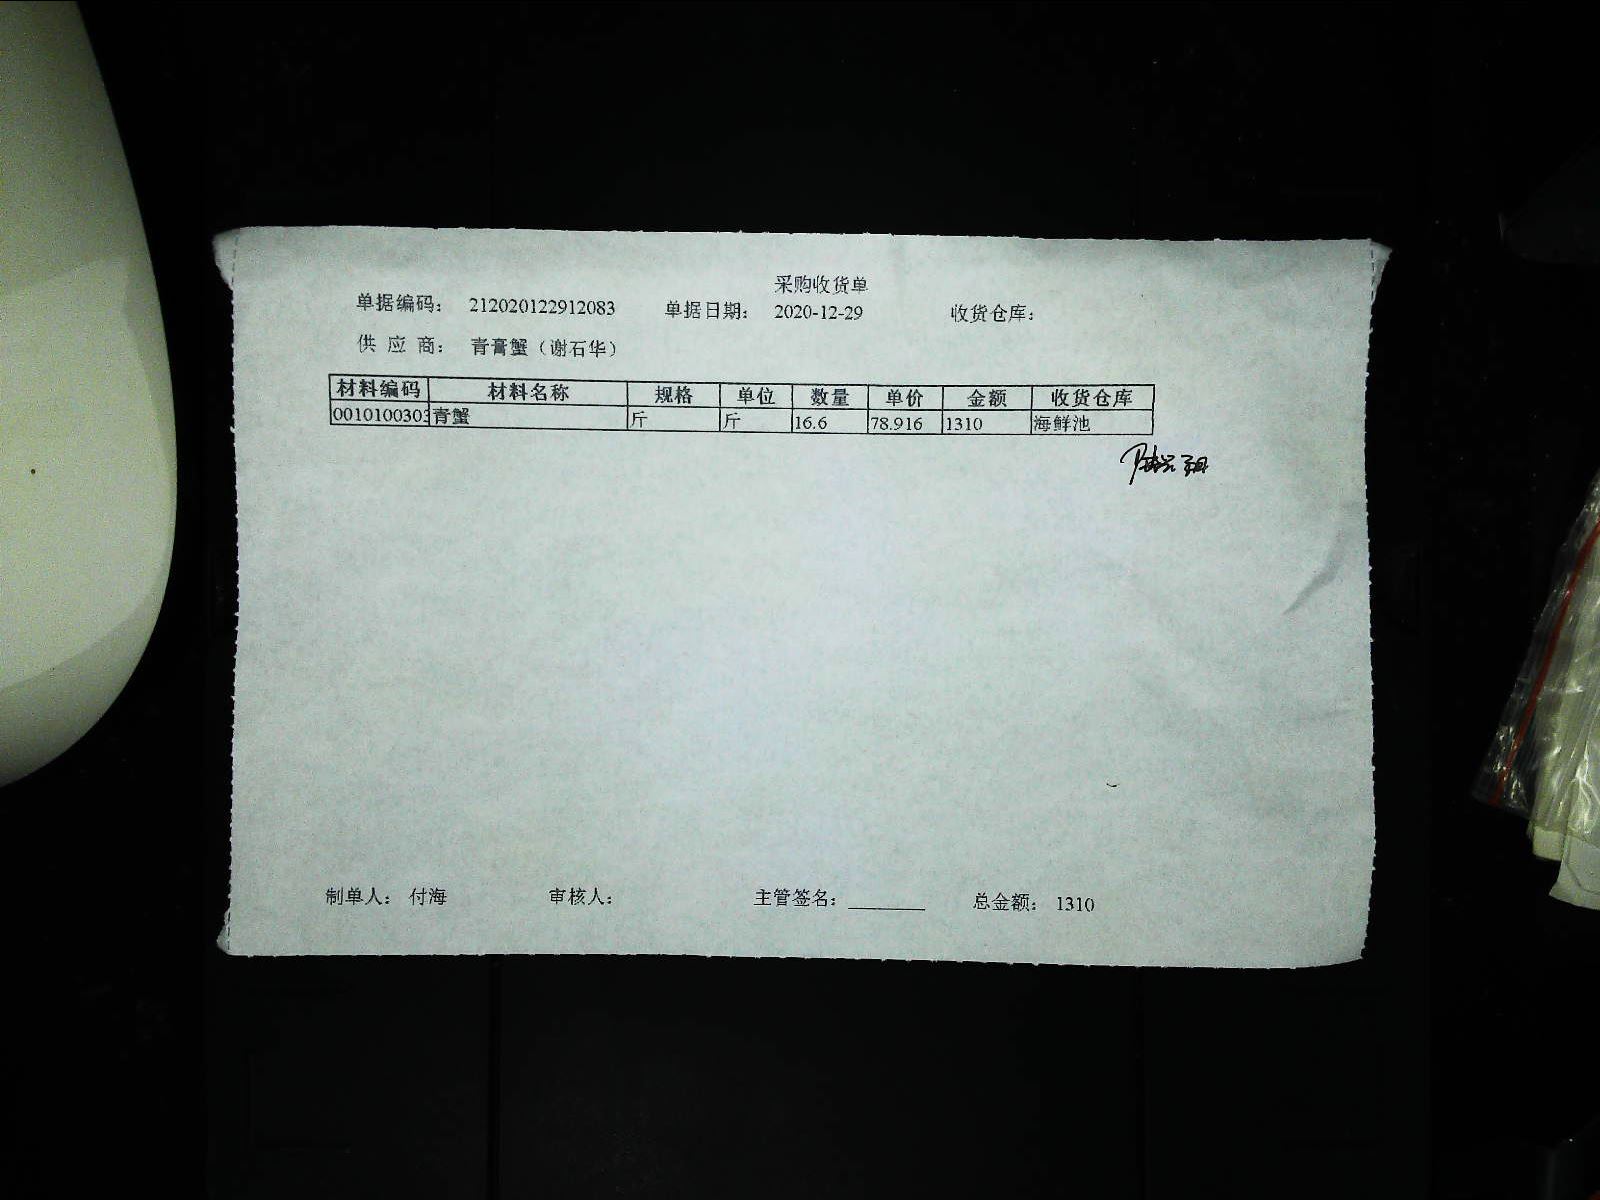 采购收货单
单据编码: 212020122912083 单据日期: 2020-12-29 收货仓库:
供 应 商: 青膏蟹（谢石华）
材料编码 材料名称 规格 单位 数量 单价 金额 收货仓库
0010100303 青蟹 斤 斤 16.6 78.916 1310 海鲜池
制单人: 付海 审核人: 主管签名: ________ 总金额: 1310